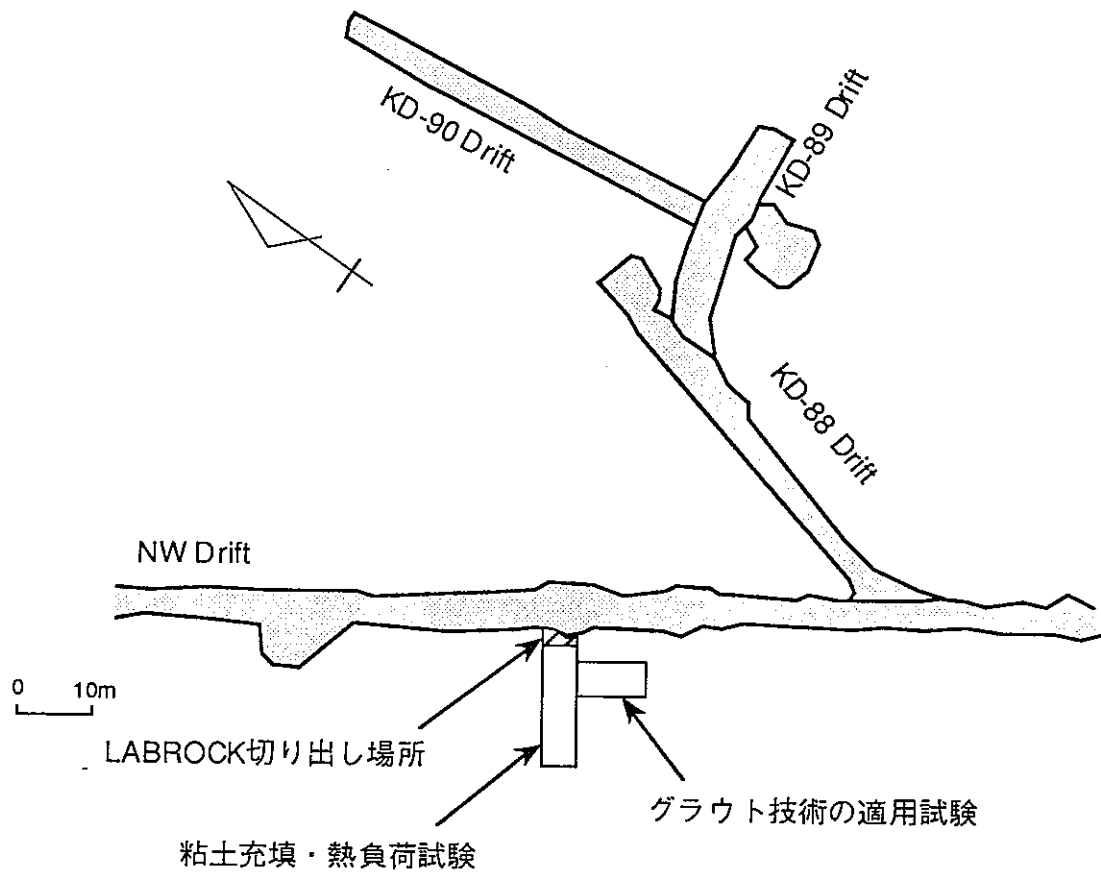 KD-90 Drift
KD-89 Drift
KD-88 Drift
NW Drift
0 10m
LABROCK切り出し場所
グラウト技術の適用試験
粘土充填・熱負荷試験